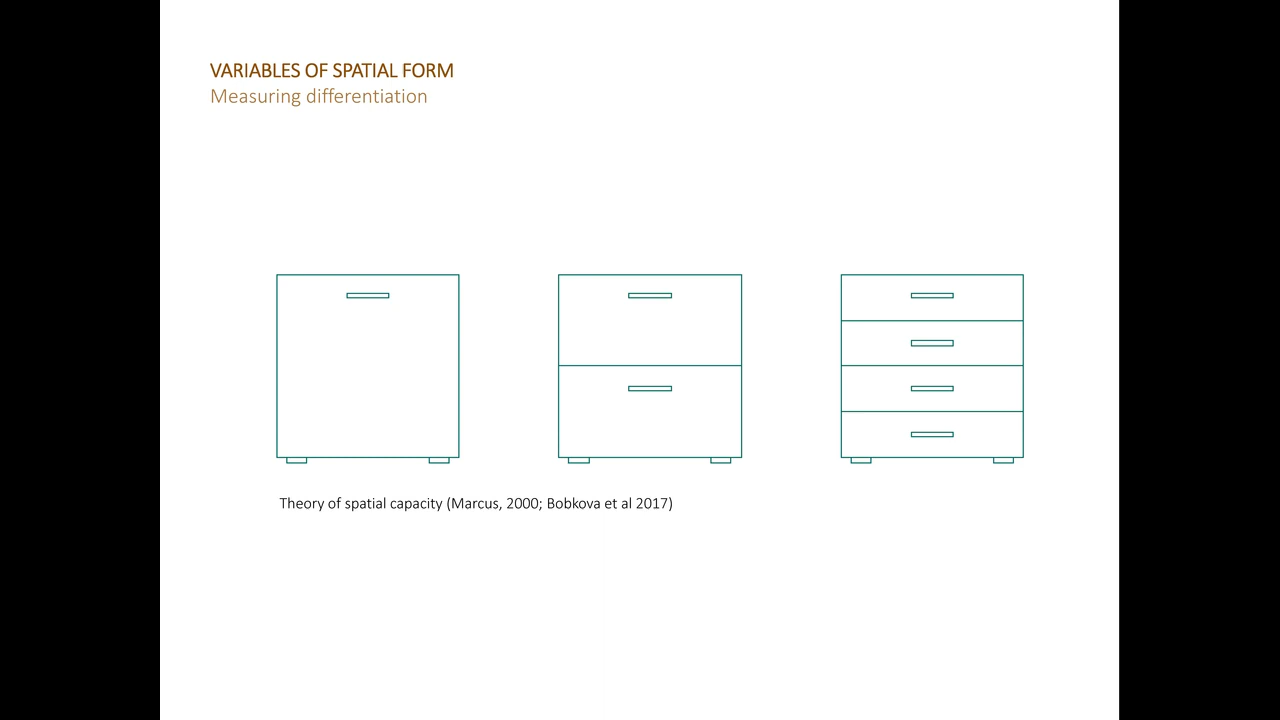 VARIABLES OF SPATIAL FORM
Measuring differentiation
Theory of spatial capacity (Marcus, 2000; Bobkova et al 2017)